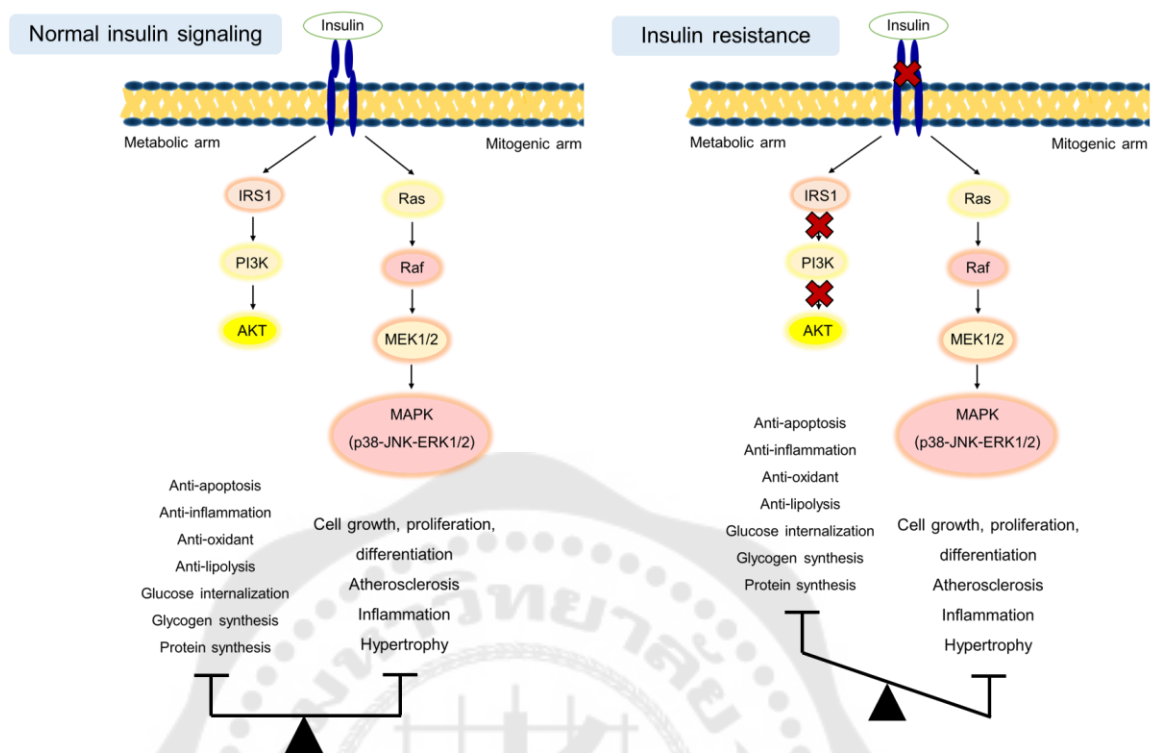 Normal insulin signaling
Insulin
Metabolic arm
Mitogenic arm
IRS1
PI3K
AKT
Ras
Raf
MEK1/2
MAPK
(p38-JNK-ERK1/2)
Anti-apoptosis
Anti-inflammation
Anti-oxidant
Anti-lipolysis
Glucose internalization
Glycogen synthesis
Protein synthesis
Cell growth, proliferation,
differentiation
Atherosclerosis
Inflammation
Hypertrophy
Insulin resistance
Insulin
Metabolic arm
Mitogenic arm
IRS1
PI3K
AKT
Ras
Raf
MEK1/2
MAPK
(p38-JNK-ERK1/2)
Anti-apoptosis
Anti-inflammation
Anti-oxidant
Anti-lipolysis
Glucose internalization
Glycogen synthesis
Protein synthesis
Cell growth, proliferation,
differentiation
Atherosclerosis
Inflammation
Hypertrophy